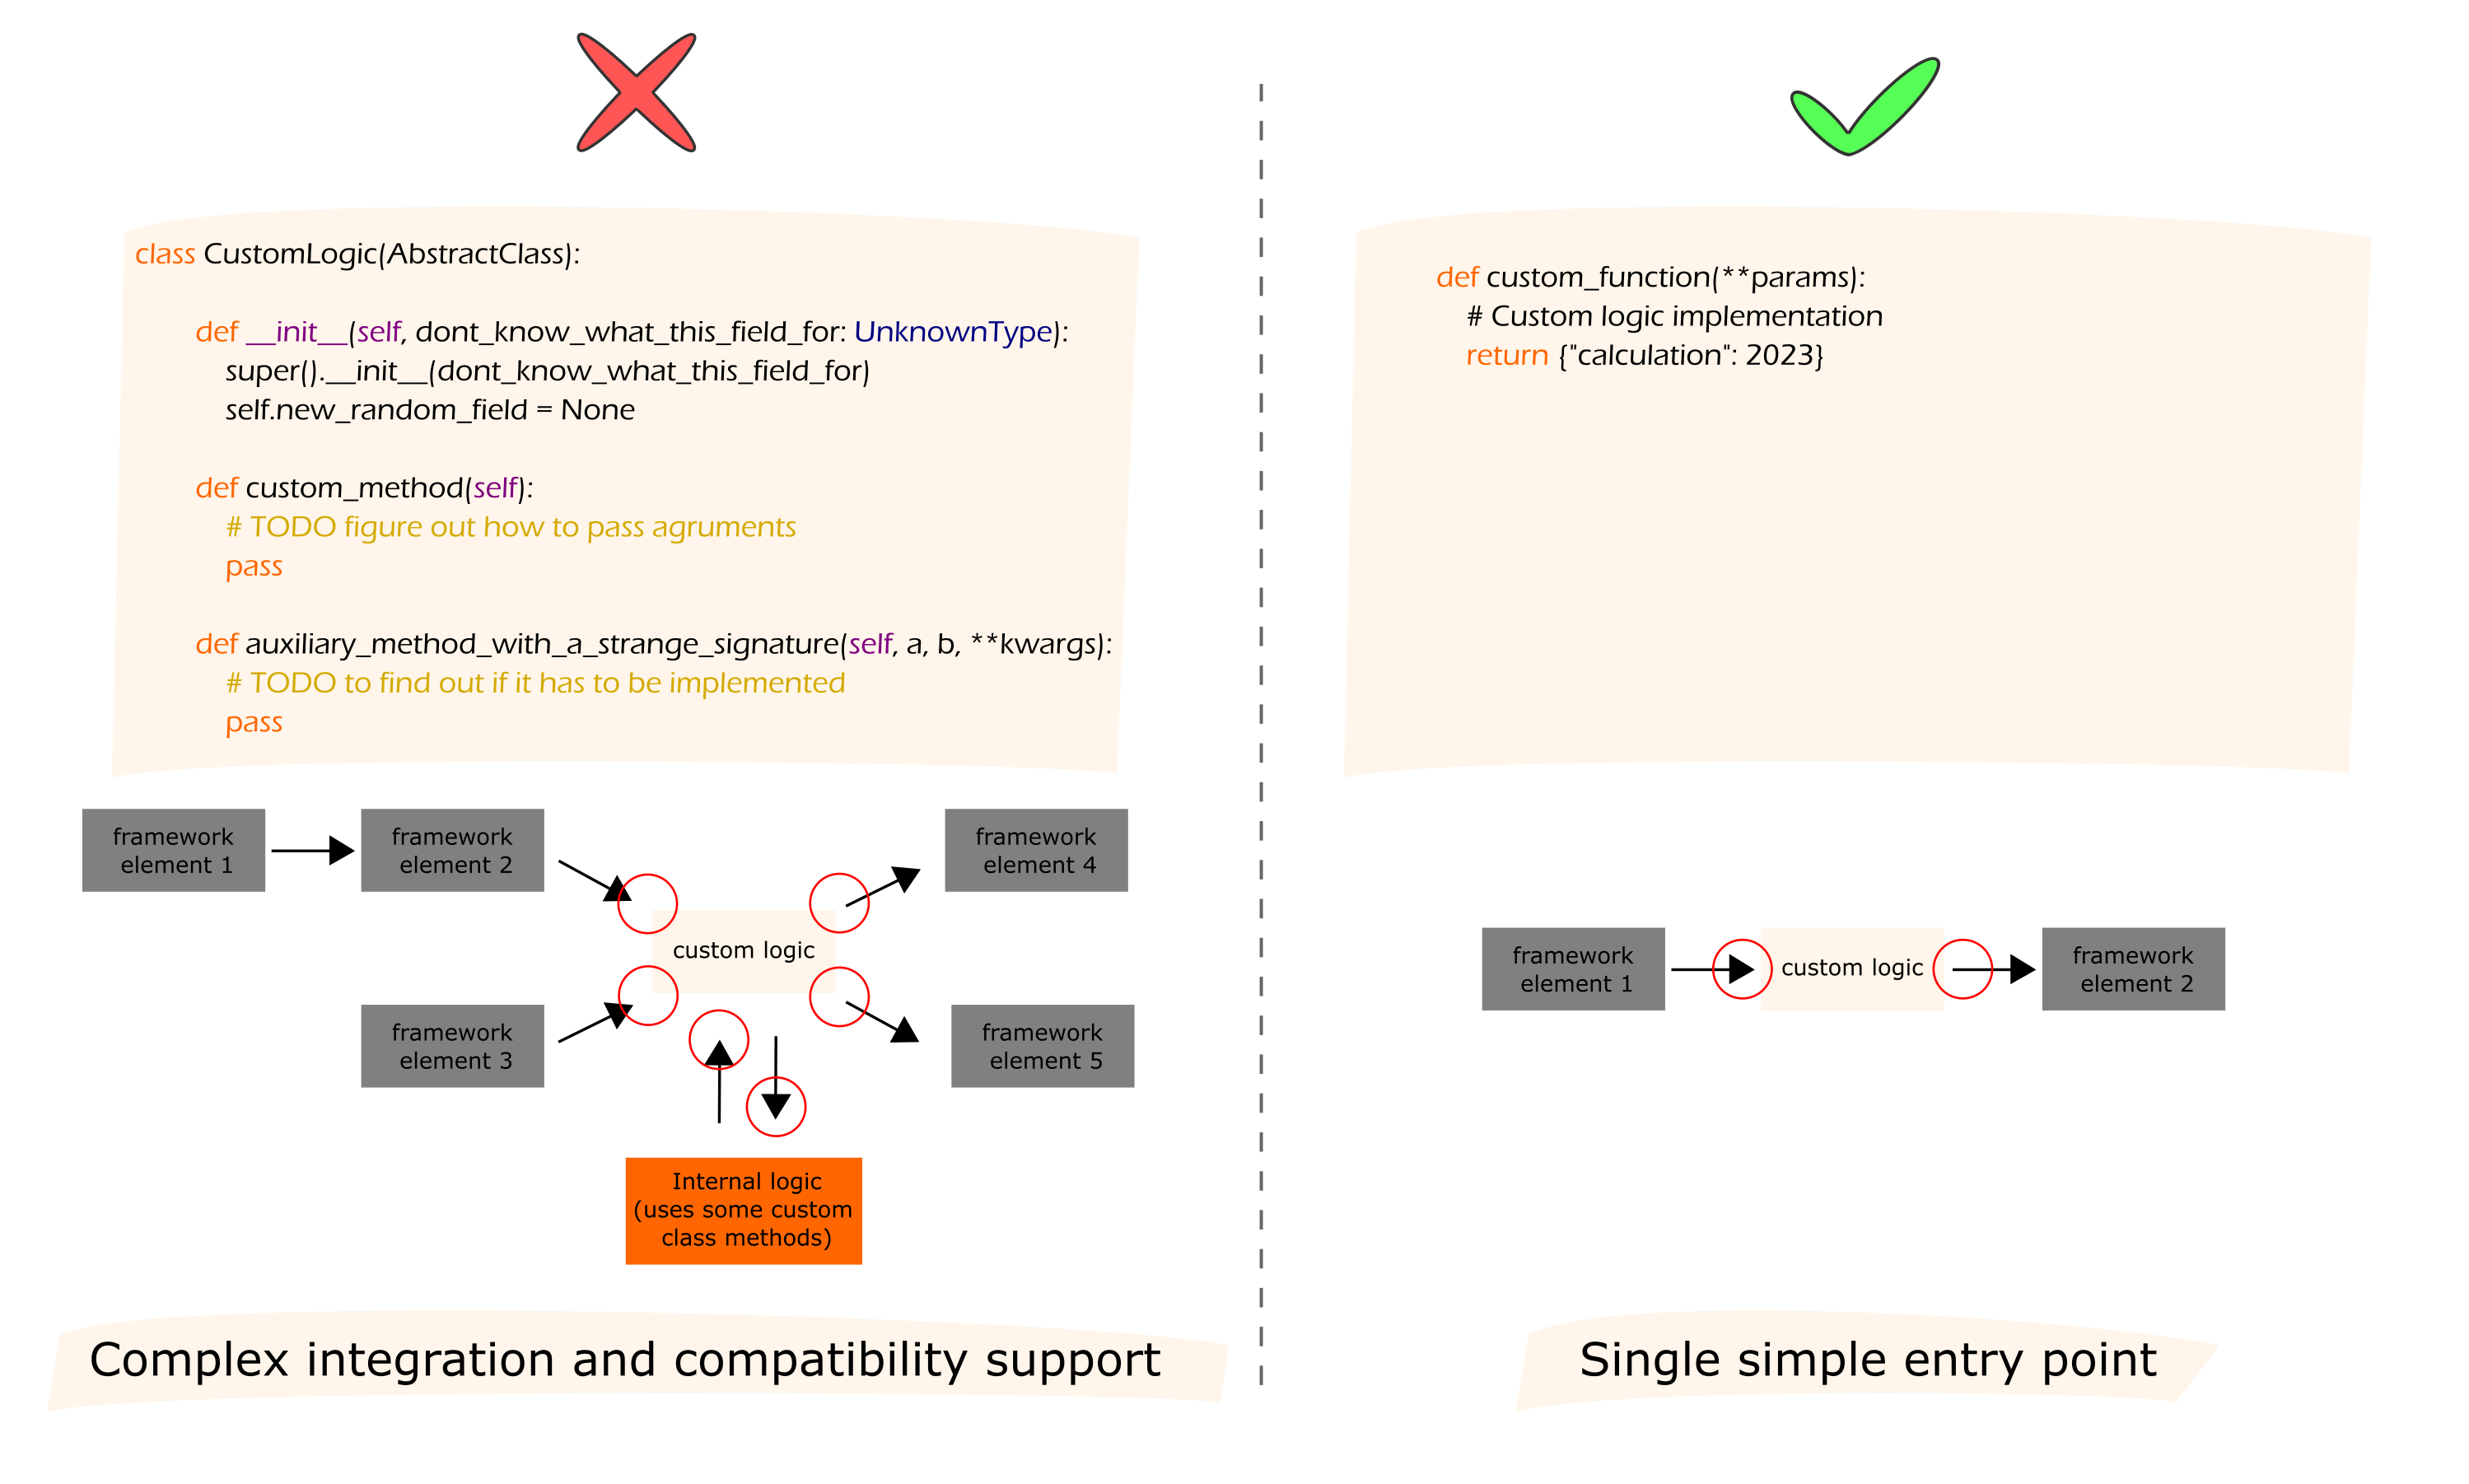 class CustomLogic(AbstractClass):
def __init__(self, dont_know_what_this_field_for: UnknownType):
super().__init__(dont_know_what_this_field_for)
self.new_random_field = None
def custom_method(self):
# TODO figure out how to pass agruments
pass
def auxiliary_method_with_a_strange_signature(self, a, b, **kwargs):
# TODO to find out if it has to be implemented
pass
framework
element 1
framework
element 2
framework
element 4
custom logic
framework
element 3
framework
element 5
Internal logic
(uses some custom
class methods)
Complex integration and compatibility support
def custom_function(**params):
# Custom logic implementation
return {"calculation": 2023}
framework
element 1
custom logic
framework
element 2
Single simple entry point